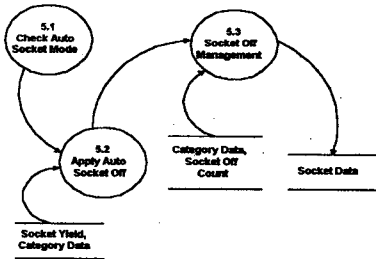 5.1
Check Auto
Socket Mode
5.3
Socket Off
Management
5.2
Apply Auto
Socket Off
Category Data,
Socket Off
Count
Socket Data
Socket Yield,
Category Data